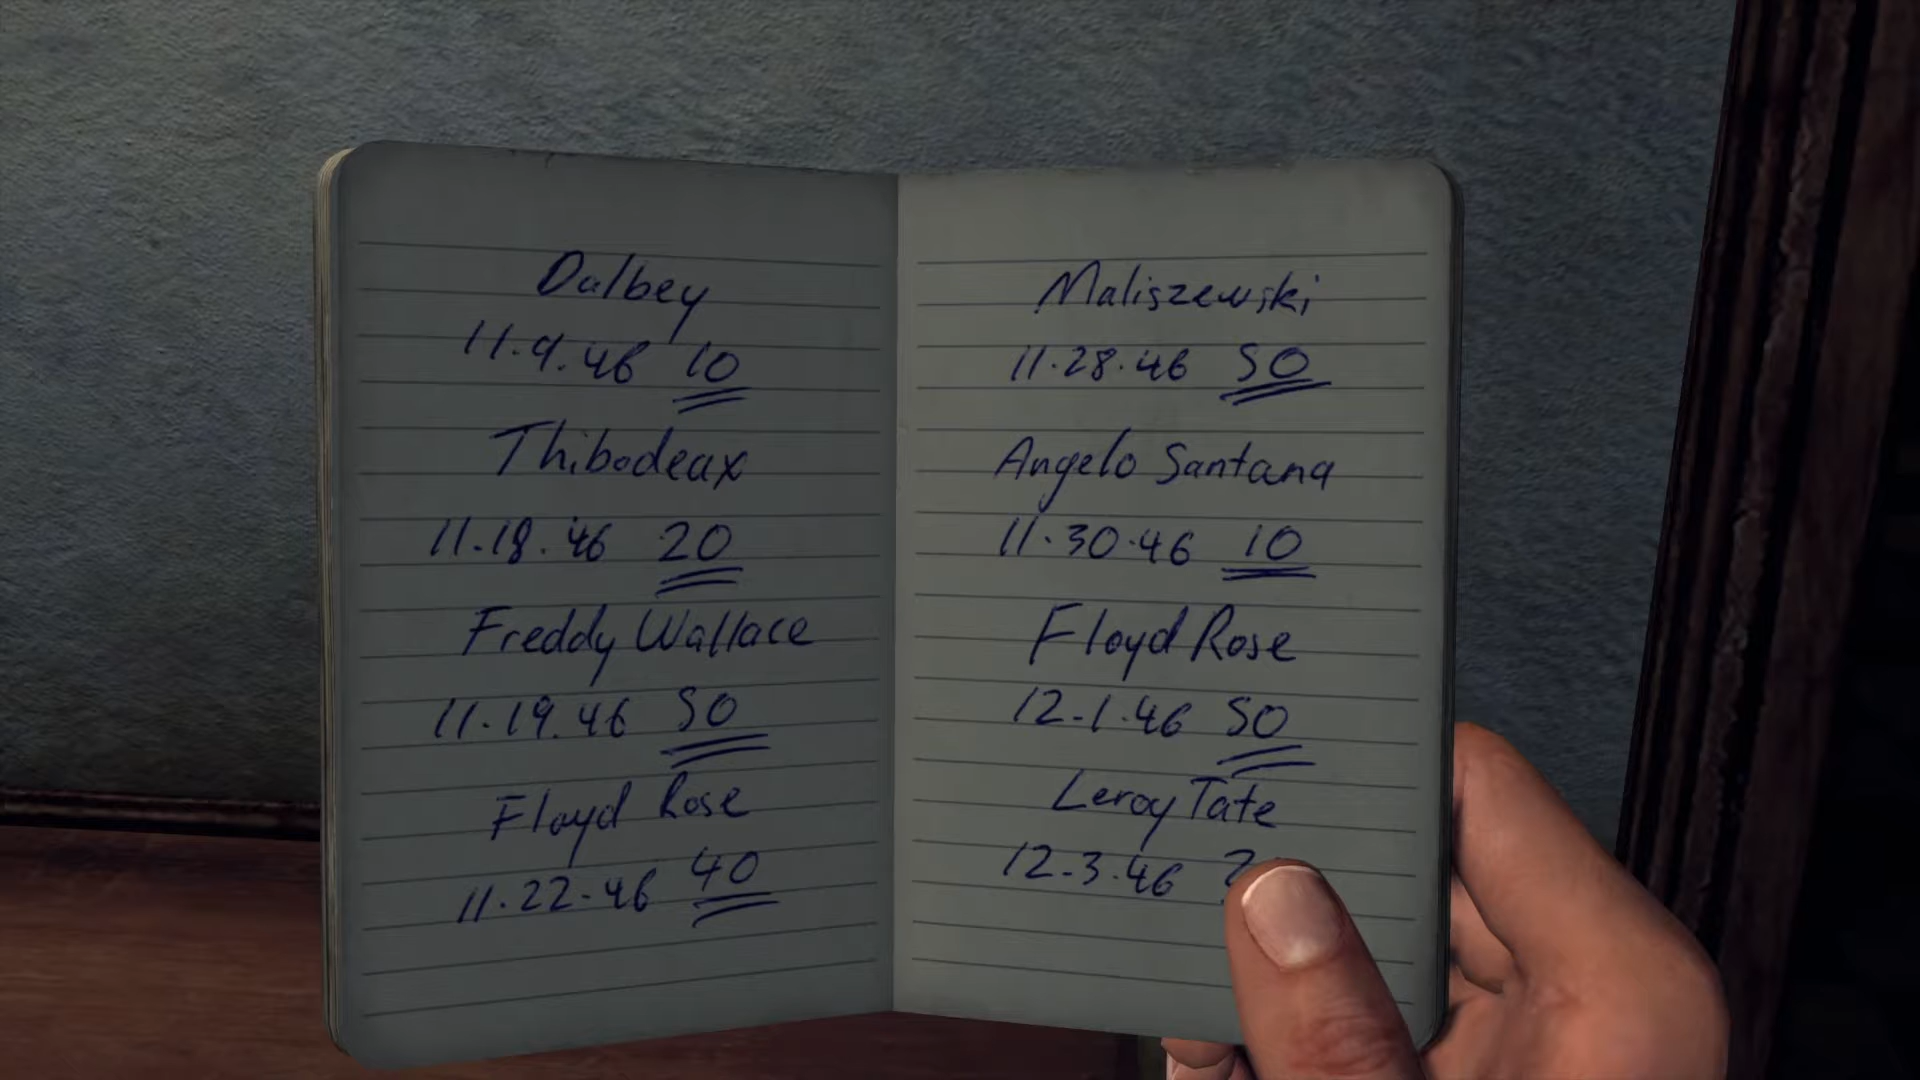 Dalbey
11.9.46 10
Thibodeax
11.18.46 20
Freddy Wallace
11.19.46 50
Floyd Rose
11.22.46 40
Maliszewski
11.28.46 50
Angelo Santana
11.30.46 10
Floyd Rose
12.1.46 50
Leroy Tate
12.3.46